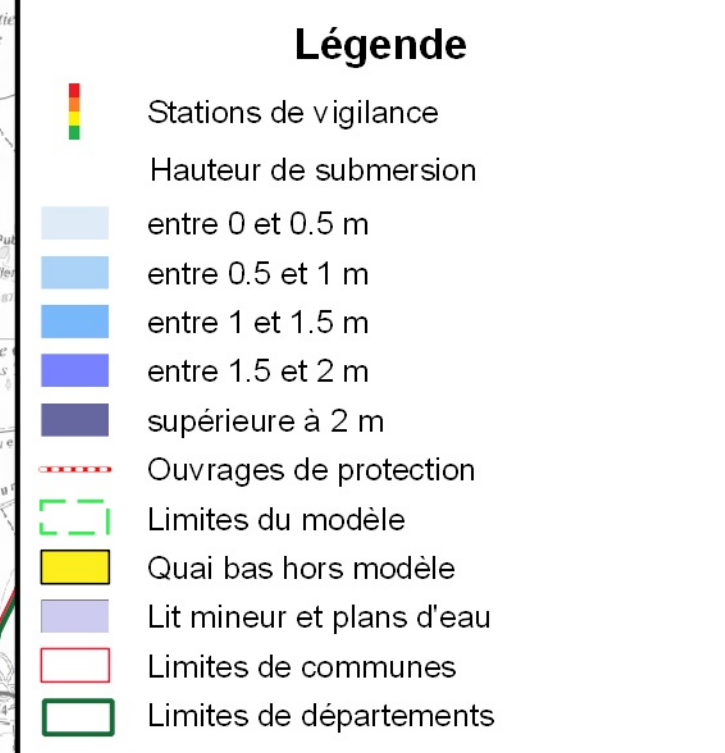 Légende
Stations de vigilance
Hauteur de submersion
entre 0 et 0.5 m
entre 0.5 et 1 m
entre 1 et 1.5 m
entre 1.5 et 2 m
supérieure à 2 m
Ouvrages de protection
Limites du modèle
Quai bas hors modèle
Lit mineur et plans d'eau
Limites de communes
Limites de départements